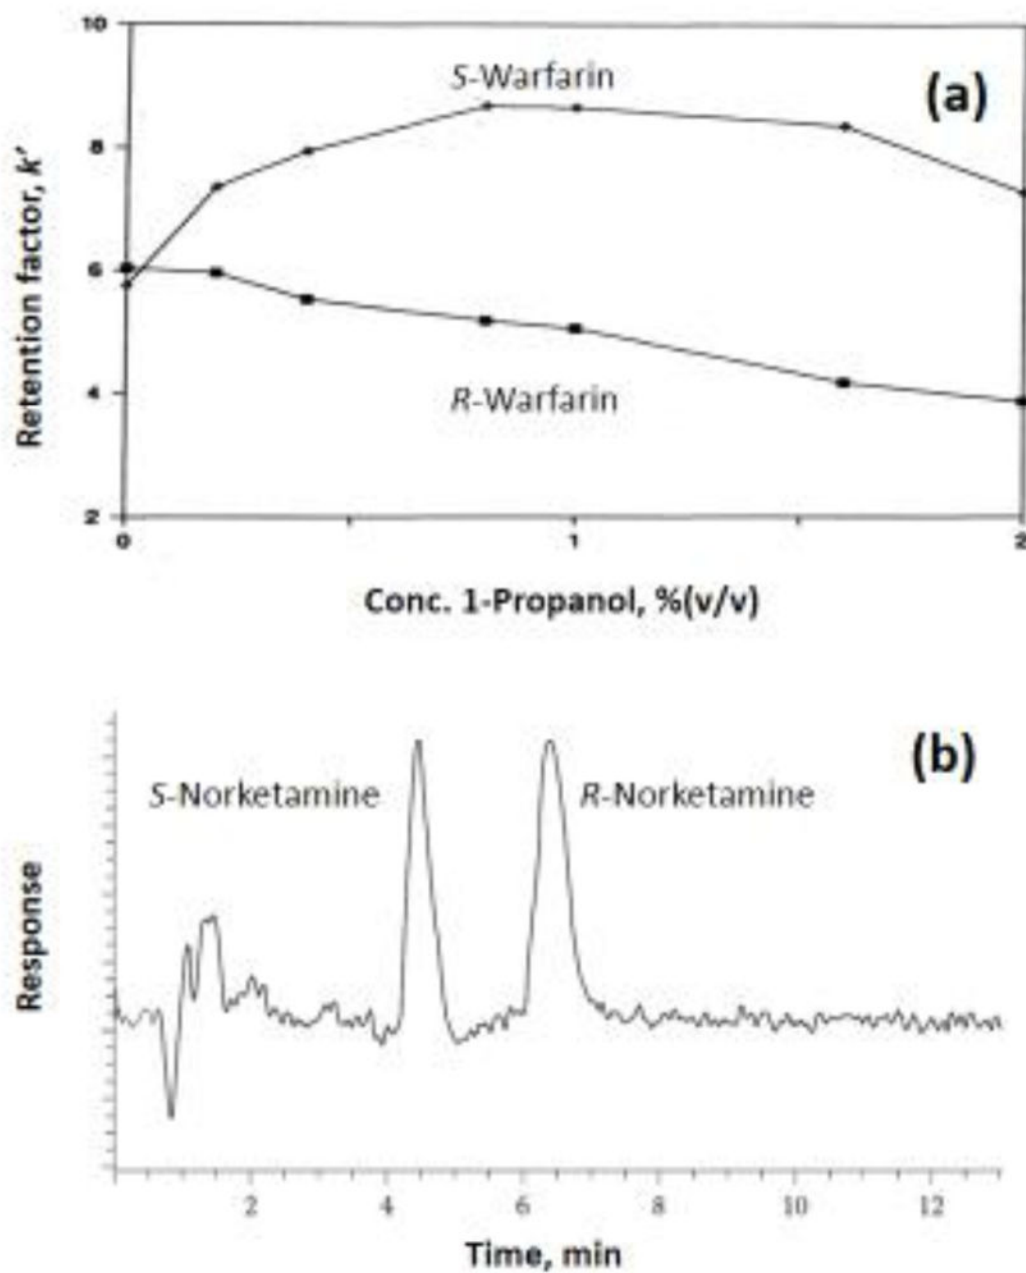 10
(a)
S-Warfarin
8
Retention factor, k'
6
4
R-Warfarin
2
0 1 2
Conc. 1-Propanol, %(v/v)
(b)
S-Norketamine R-Norketamine
Response
2 4 6 8 10 12
Time, min